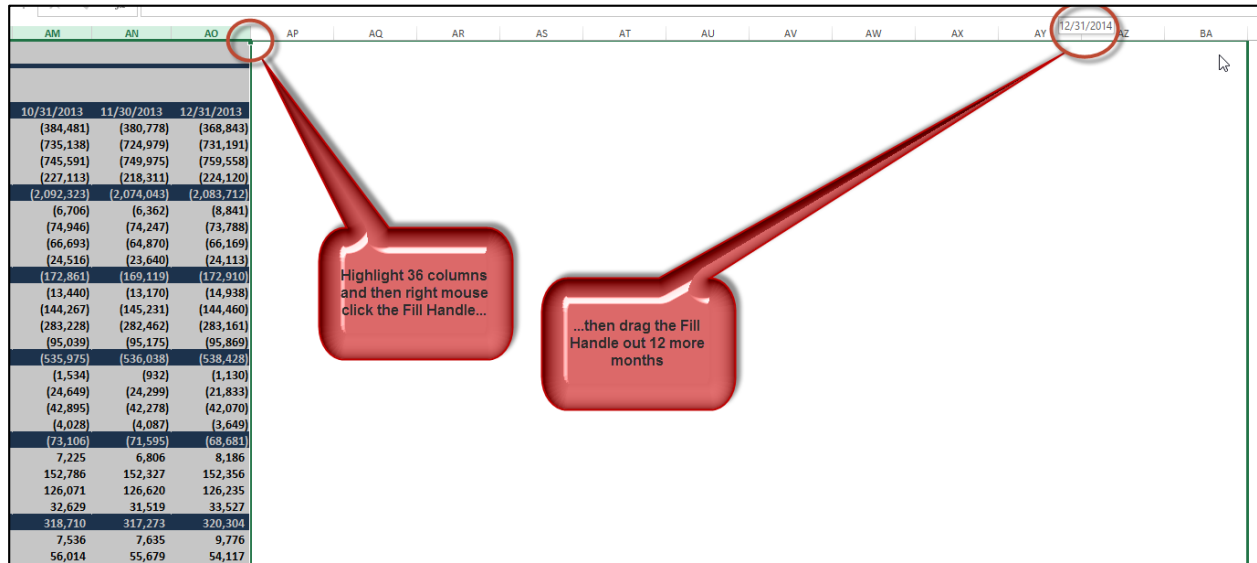 AM AN AO AP AQ AR AS AT AU AV AW AX AY 12/31/2014 AZ BA
10/31/2013 11/30/2013 12/31/2013
(384,481) (380,778) (368,843)
(735,138) (724,979) (731,191)
(745,591) (749,975) (759,558)
(227,113) (218,311) (224,120)
(2,092,323) (2,074,043) (2,083,712)
(6,706) (6,362) (8,841)
(74,946) (74,247) (73,788)
(66,693) (64,870) (66,169)
(24,516) (23,640) (24,113)
(172,861) (169,119) (172,910)
(13,440) (13,170) (14,938)
(144,267) (145,231) (144,460)
(283,228) (282,462) (283,161)
(95,039) (95,175) (95,869)
(535,975) (536,038) (538,428)
(1,534) (932) (1,130)
(24,649) (24,299) (21,833)
(42,895) (42,278) (42,070)
(4,028) (4,087) (3,649)
(73,106) (71,595) (68,681)
7,225 6,806 8,186
152,786 152,327 152,356
126,071 126,620 126,235
32,629 31,519 33,527
318,710 317,273 320,304
7,536 7,635 9,776
56,014 55,679 54,117
Highlight 36 columns
and then right mouse
click the Fill Handle...
...then drag the Fill
Handle out 12 more
months